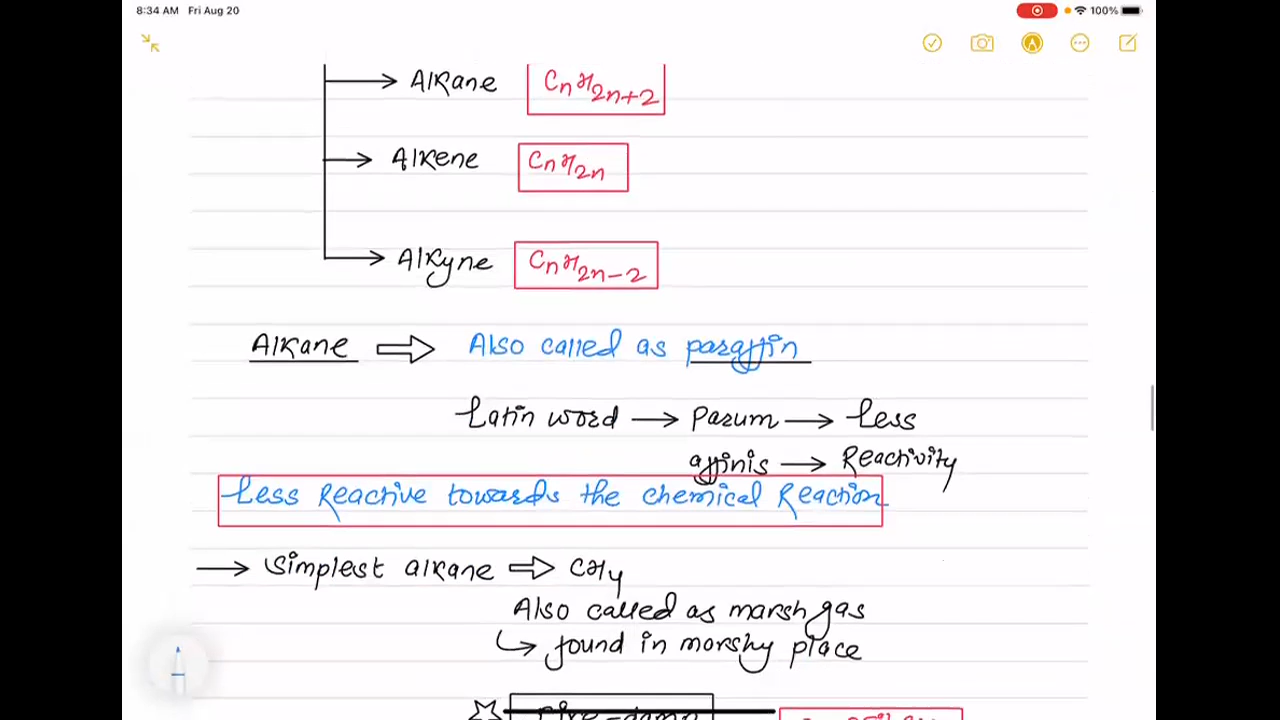 8:34 AM Fri Aug 20
100%
Alkane CnH2n+2
Alkene CnH2n
Alkyne CnH2n-2
Alkane ⇒ Also called as paraffin
Latin word → Parum → Less
affinis → Reactivity
Less Reactive towards the chemical Reaction
→ Simplest alkane ⇒ CH4
Also called as marsh gas
↳ found in marshy place